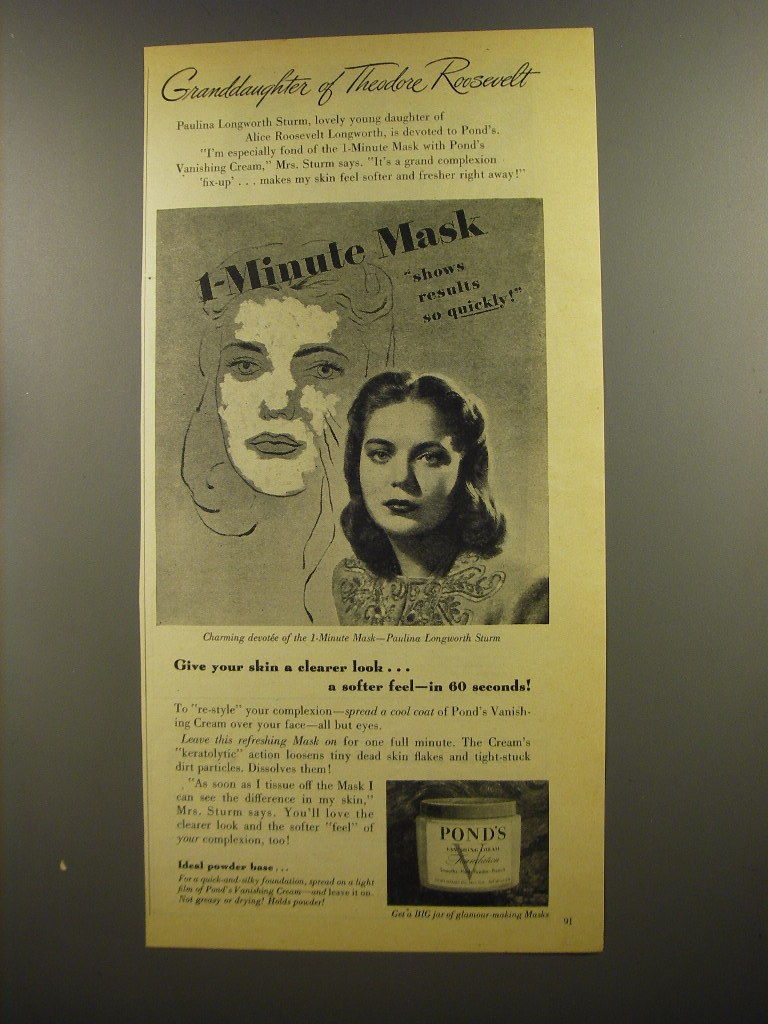 Granddaughter of Theodore Roosevelt
Paulina Longworth Sturm, lovely young daughter of
Alice Roosevelt Longworth, is devoted to Pond's.
"I'm especially fond of the 1-Minute Mask with Pond's
Vanishing Cream," Mrs. Sturm says. "It's a grand complexion
'fix-up' . . . makes my skin feel softer and fresher right away!"
1-Minute Mask
"shows
results
so quickly!"
Charming devotée of the 1-Minute Mask—Paulina Longworth Sturm
Give your skin a clearer look . . .
a softer feel—in 60 seconds!
To "re-style" your complexion—spread a cool coat of Pond's Vanish-
ing Cream over your face—all but eyes.
Leave this refreshing Mask on for one full minute. The Cream's
"keratolytic" action loosens tiny dead skin flakes and tight-stuck
dirt particles. Dissolves them!
"As soon as I tissue off the Mask I
can see the difference in my skin,"
Mrs. Sturm says. You'll love the
clearer look and the softer "feel" of
your complexion, too!
Ideal powder base . . .
For a quick-and-silky foundation, spread on a light
film of Pond's Vanishing Cream—and leave it on.
Not greasy or drying! Holds powder!
POND'S
VANISHING CREAM
Foundation
Get a BIG jar of glamour-making Masks
91